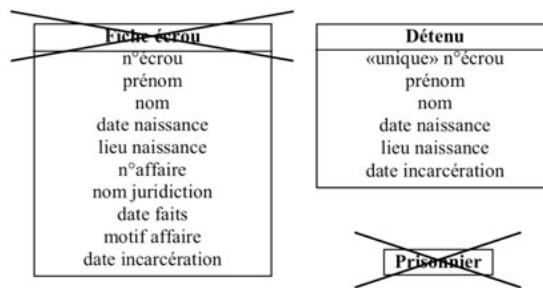 Fiche écrou
n°écrou
prénom
nom
date naissance
lieu naissance
n°affaire
nom juridiction
date faits
motif affaire
date incarcération
Détenu
«unique» n°écrou
prénom
nom
date naissance
lieu naissance
date incarcération
Prisonnier